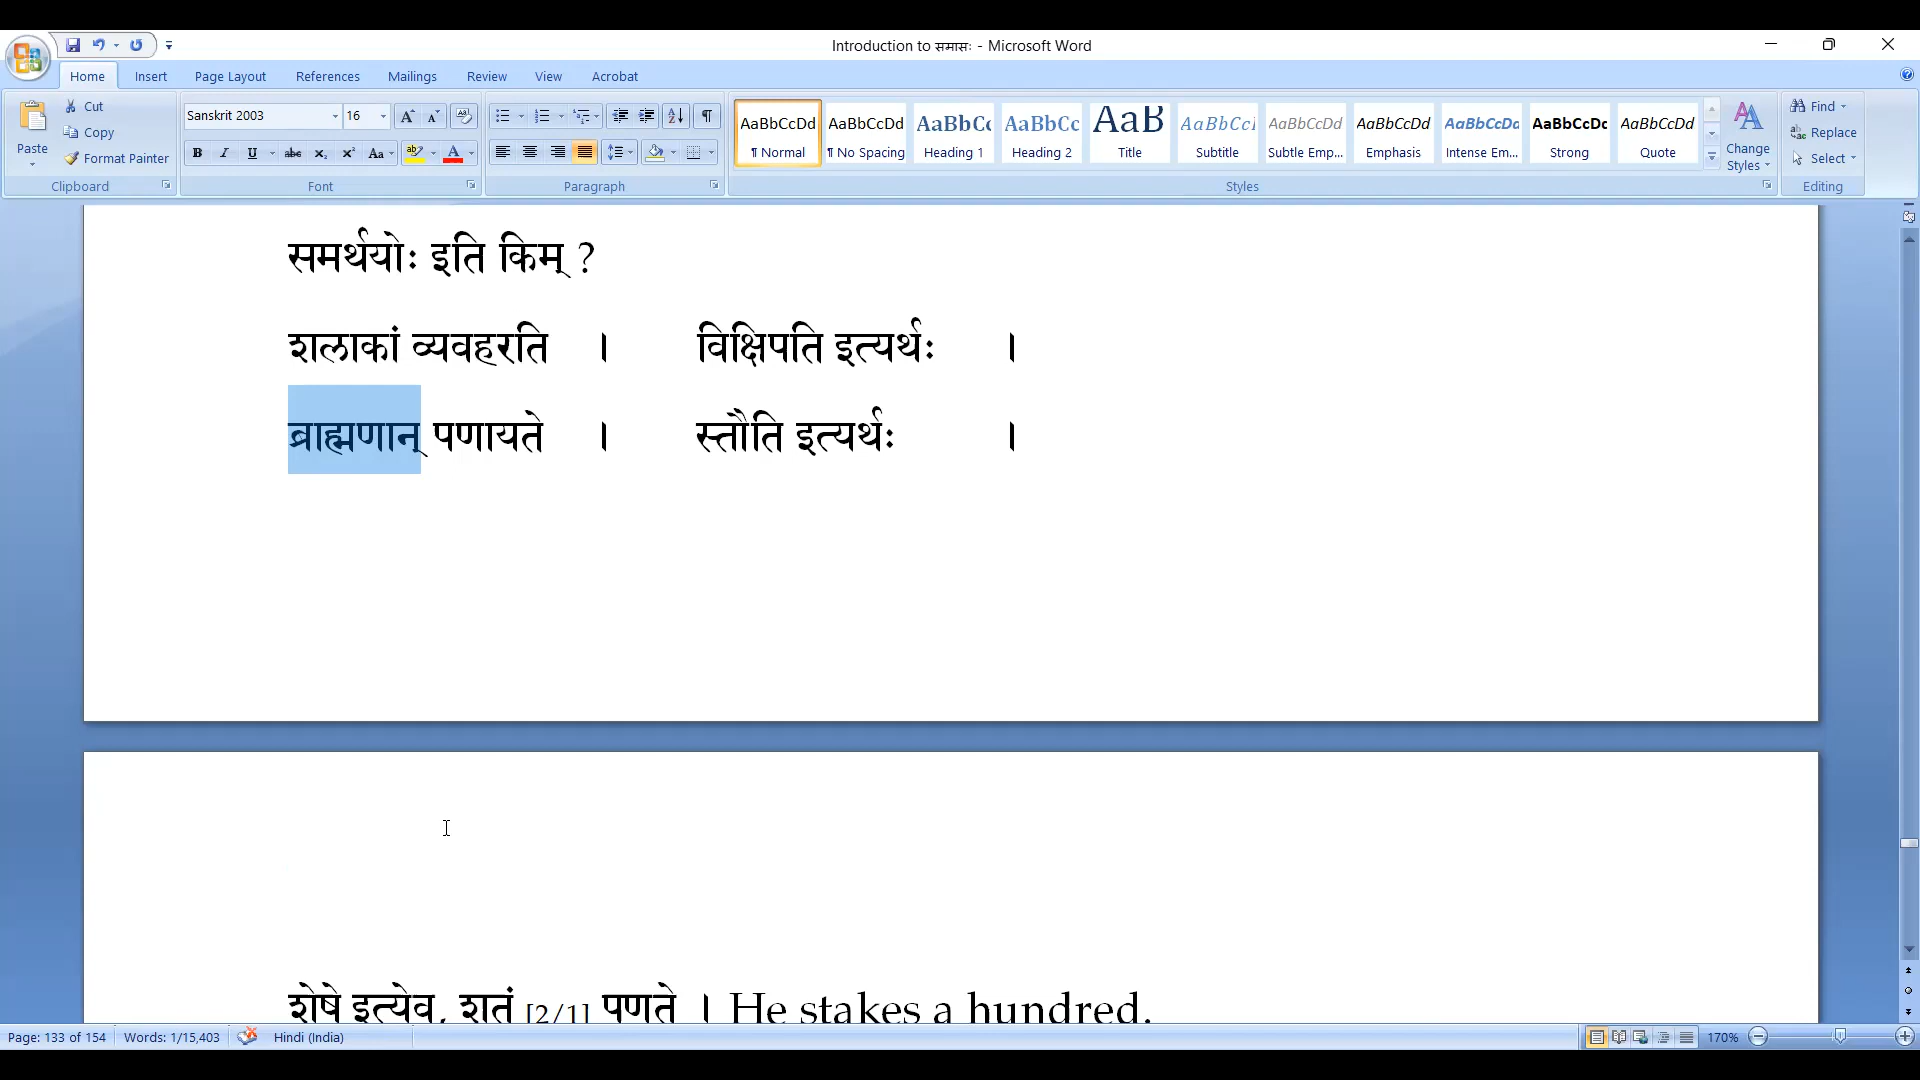 Introduction to समासः - Microsoft Word
Home Insert Page Layout References Mailings Review View Acrobat
Paste
Cut
Copy
Format Painter
Clipboard
Sanskrit 2003 16
Font
Paragraph
AaBbCcDd AaBbCcDd AaBbCc AaBbCc AaB AaBbCcI AaBbCcDd AaBbCcDd AaBbCcDd AaBbCcDc AaBbCcDd
¶ Normal ¶ No Spacing Heading 1 Heading 2 Title Subtitle Subtle Emp... Emphasis Intense Em... Strong Quote
Change Styles
Styles
Find
Replace
Select
Editing
समर्थयोः इति किम् ?
शलाकां व्यवहरति । विक्षिपति इत्यर्थः ।
ब्राह्मणान् पणायते । स्तौति इत्यर्थः ।
शेषे इत्येव, शतं [2/1] पणते । He stakes a hundred.
Page: 133 of 154 Words: 1/15,403 Hindi (India) 170%